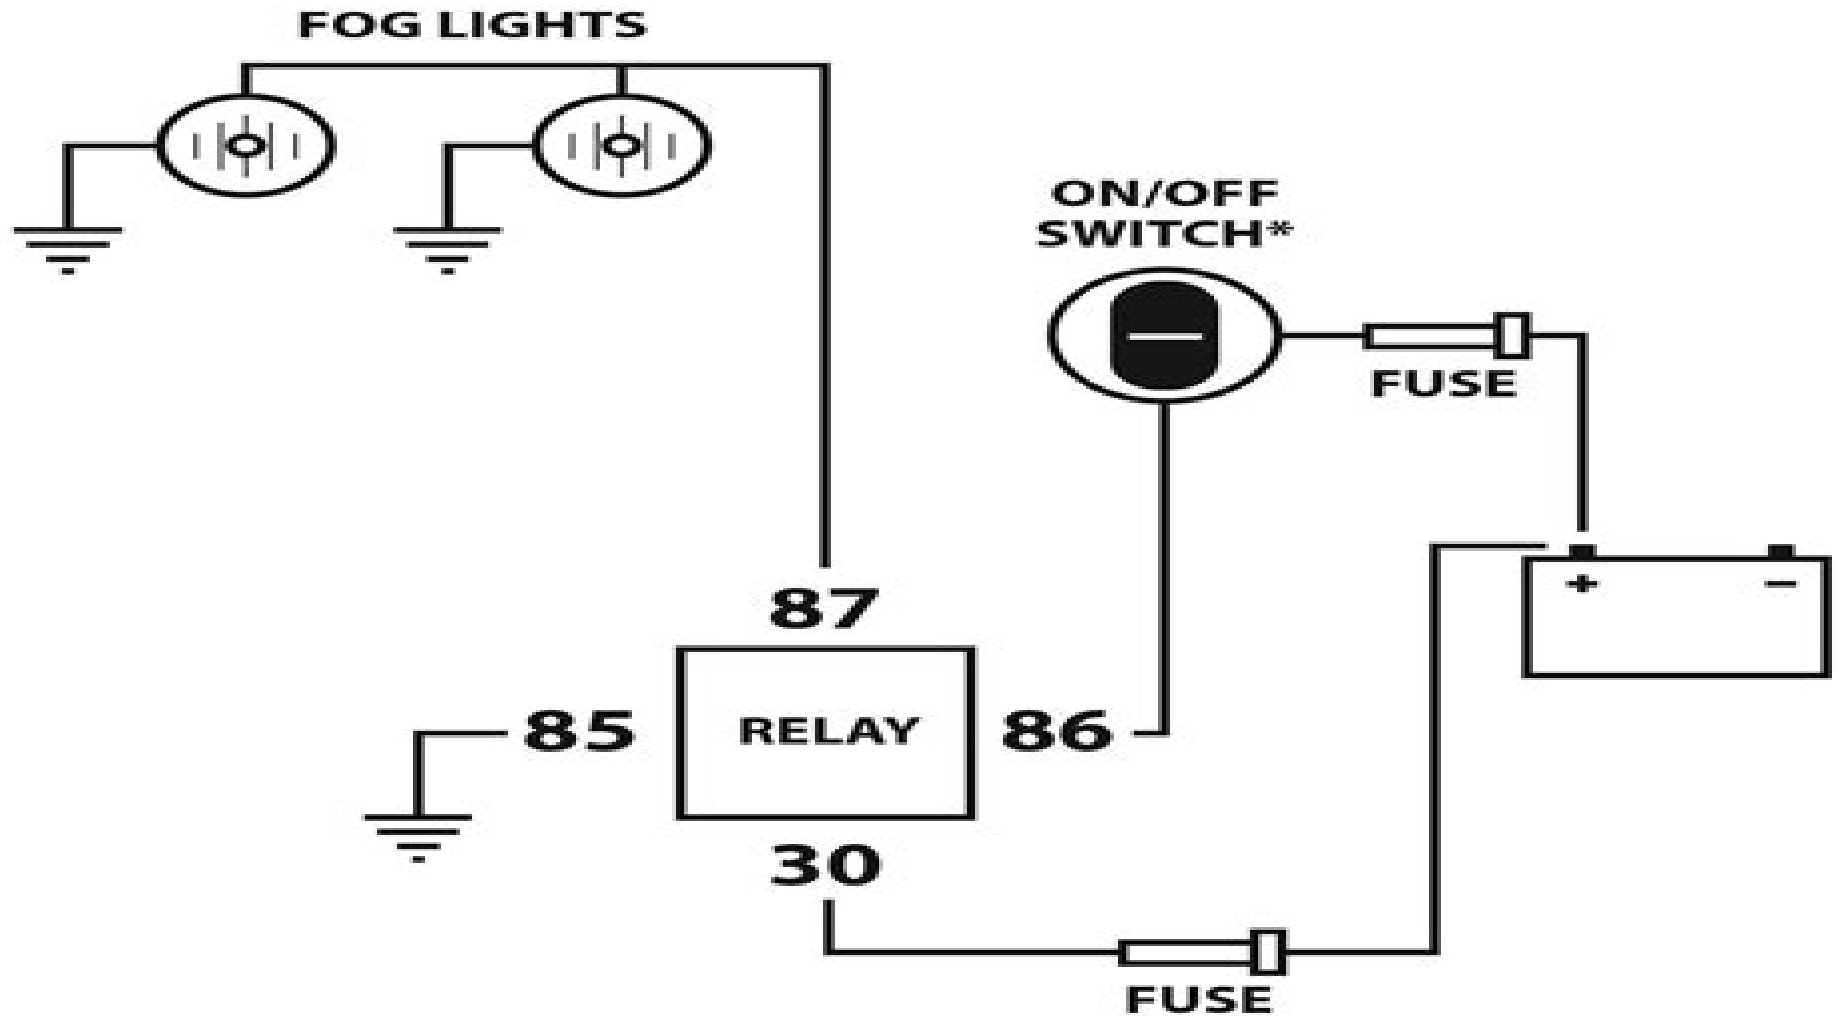 FOG LIGHTS
ON/OFF
SWITCH*
FUSE
+ −
87
85 RELAY 86
30
FUSE